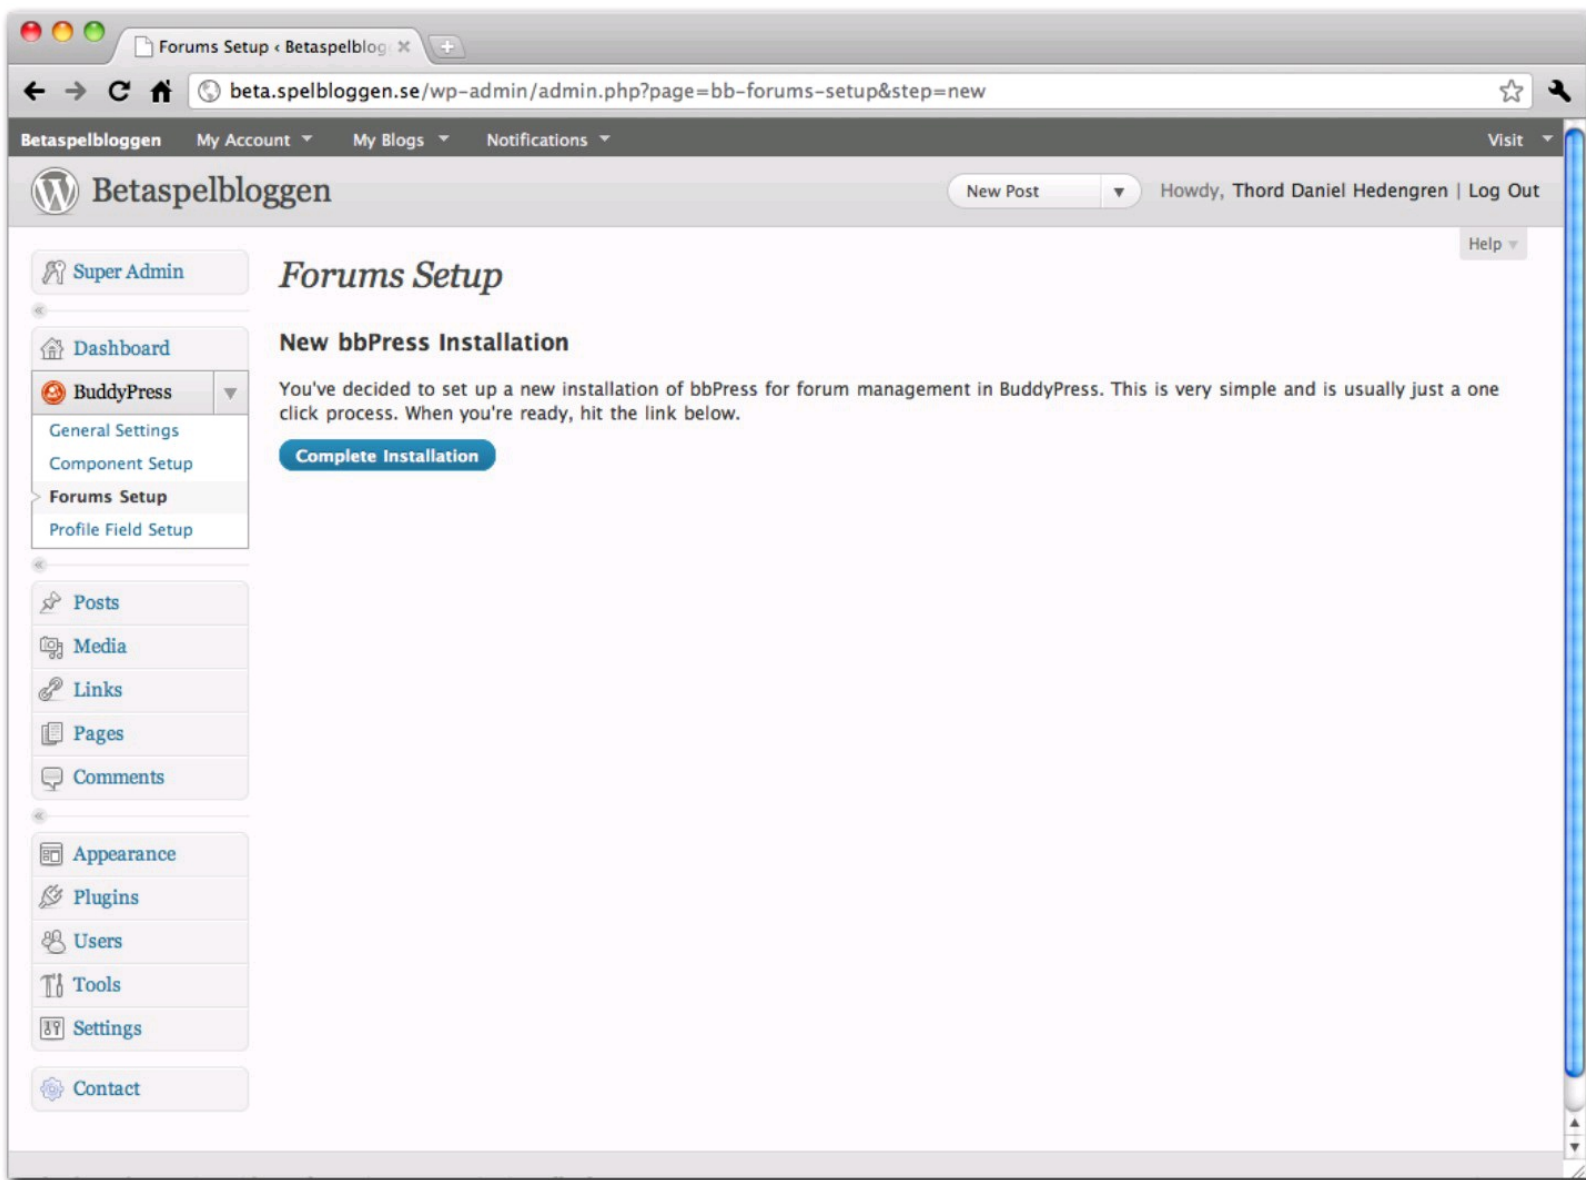 Forums Setup ‹ Betaspelblog
beta.spelbloggen.se/wp-admin/admin.php?page=bb-forums-setup&step=new
Betaspelbloggen My Account My Blogs Notifications Visit
Betaspelbloggen New Post Howdy, Thord Daniel Hedengren | Log Out
Help
Super Admin
Dashboard
BuddyPress
General Settings
Component Setup
Forums Setup
Profile Field Setup
Posts
Media
Links
Pages
Comments
Appearance
Plugins
Users
Tools
Settings
Contact
Forums Setup
New bbPress Installation
You've decided to set up a new installation of bbPress for forum management in BuddyPress. This is very simple and is usually just a one
click process. When you're ready, hit the link below.
Complete Installation